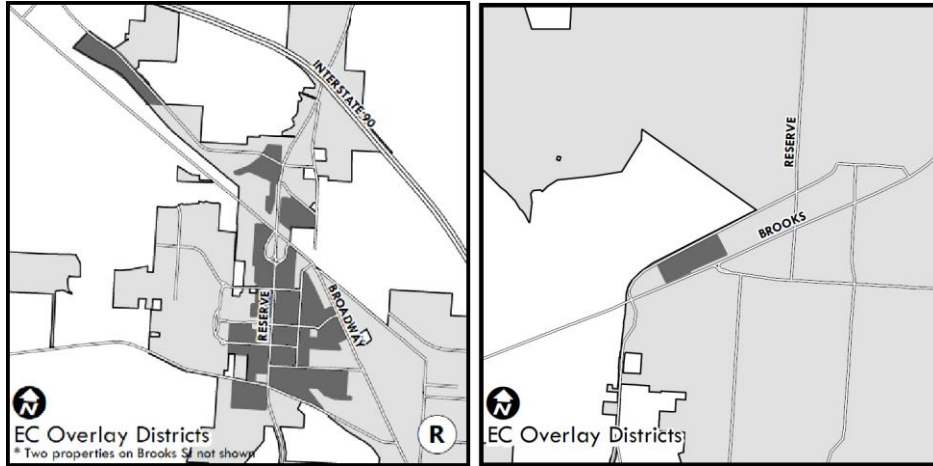 INTERSTATE 90
RESERVE
BROADWAY
N
EC Overlay Districts
* Two properties on Brooks St not shown
R
RESERVE
BROOKS
N
EC Overlay Districts